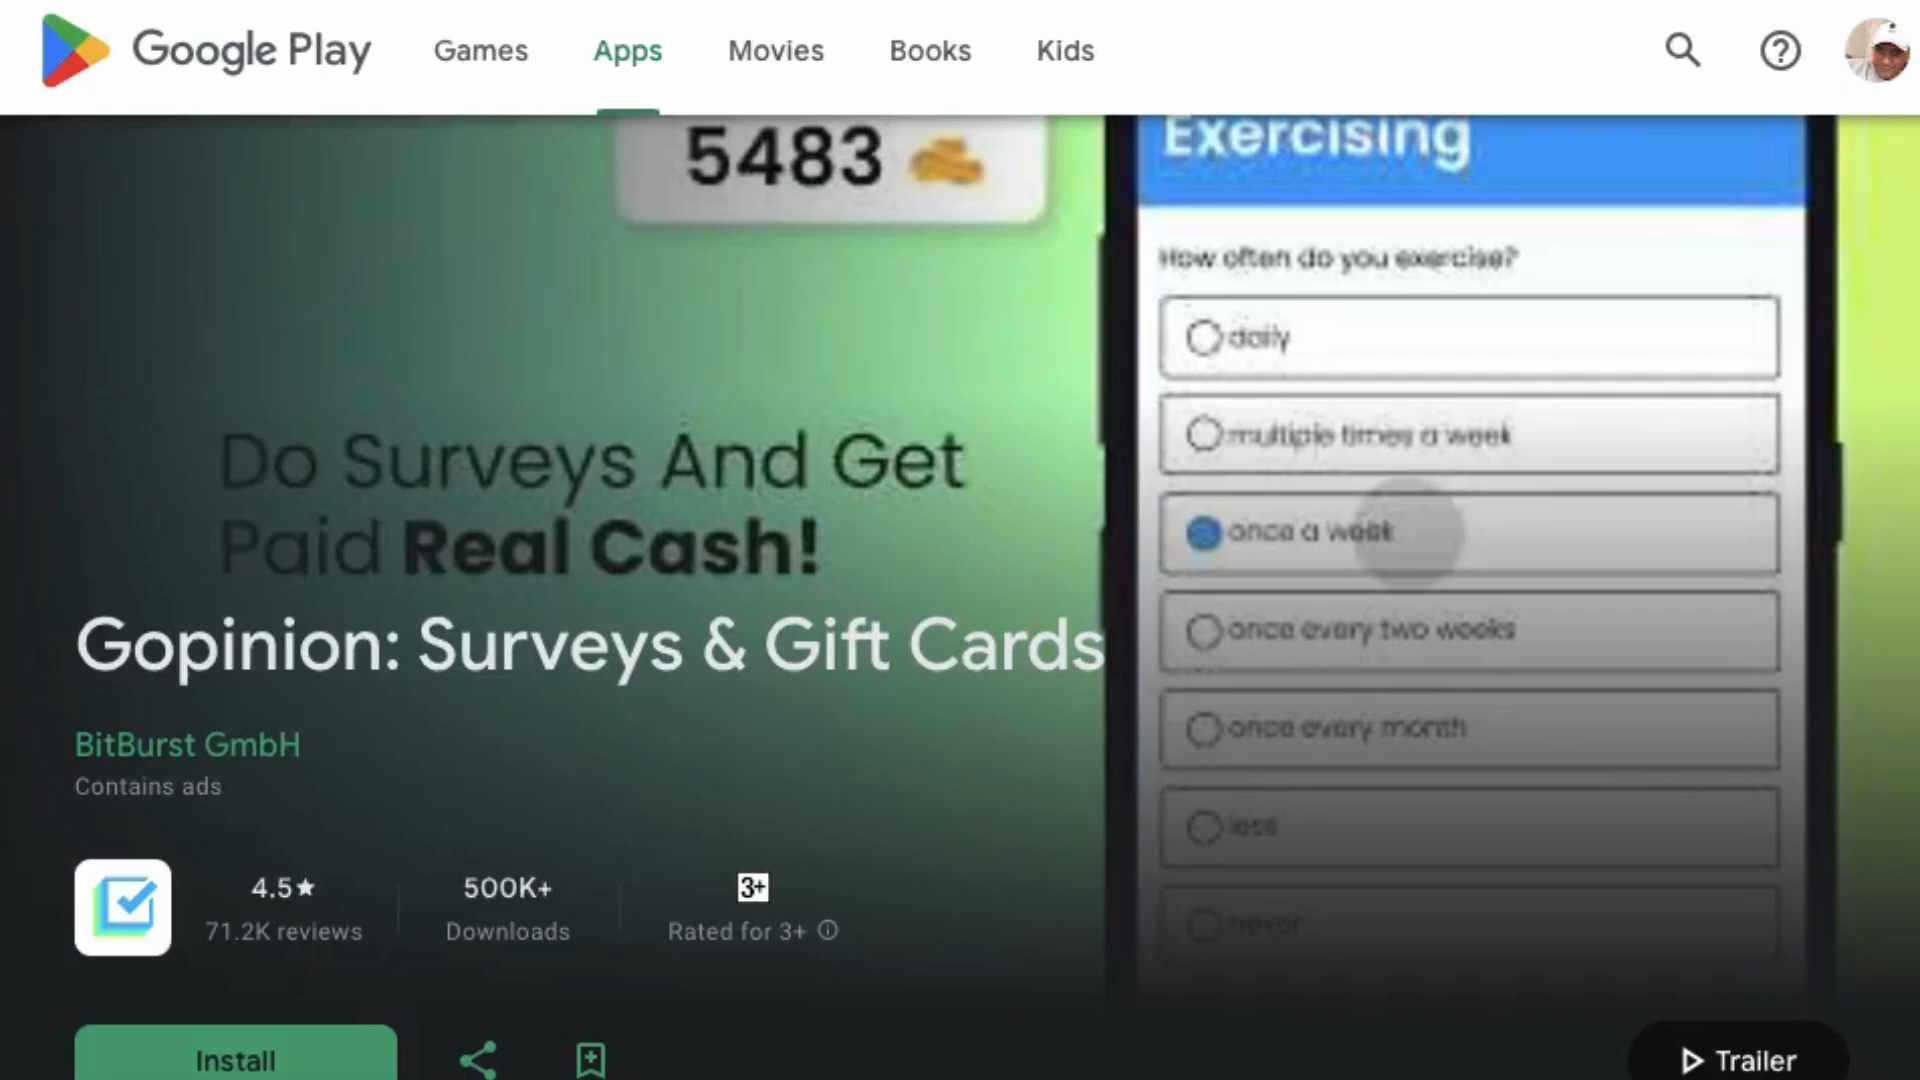 Google Play
Games
Apps
Movies
Books
Kids
5483
Exercising
How often do you exercise?
daily
multiple times a week
once a week
once every two weeks
once every month
less
never
Do Surveys And Get
Paid Real Cash!
Gopinion: Surveys & Gift Cards
BitBurst GmbH
Contains ads
4.5★
71.2K reviews
500K+
Downloads
3+
Rated for 3+
Install
Trailer